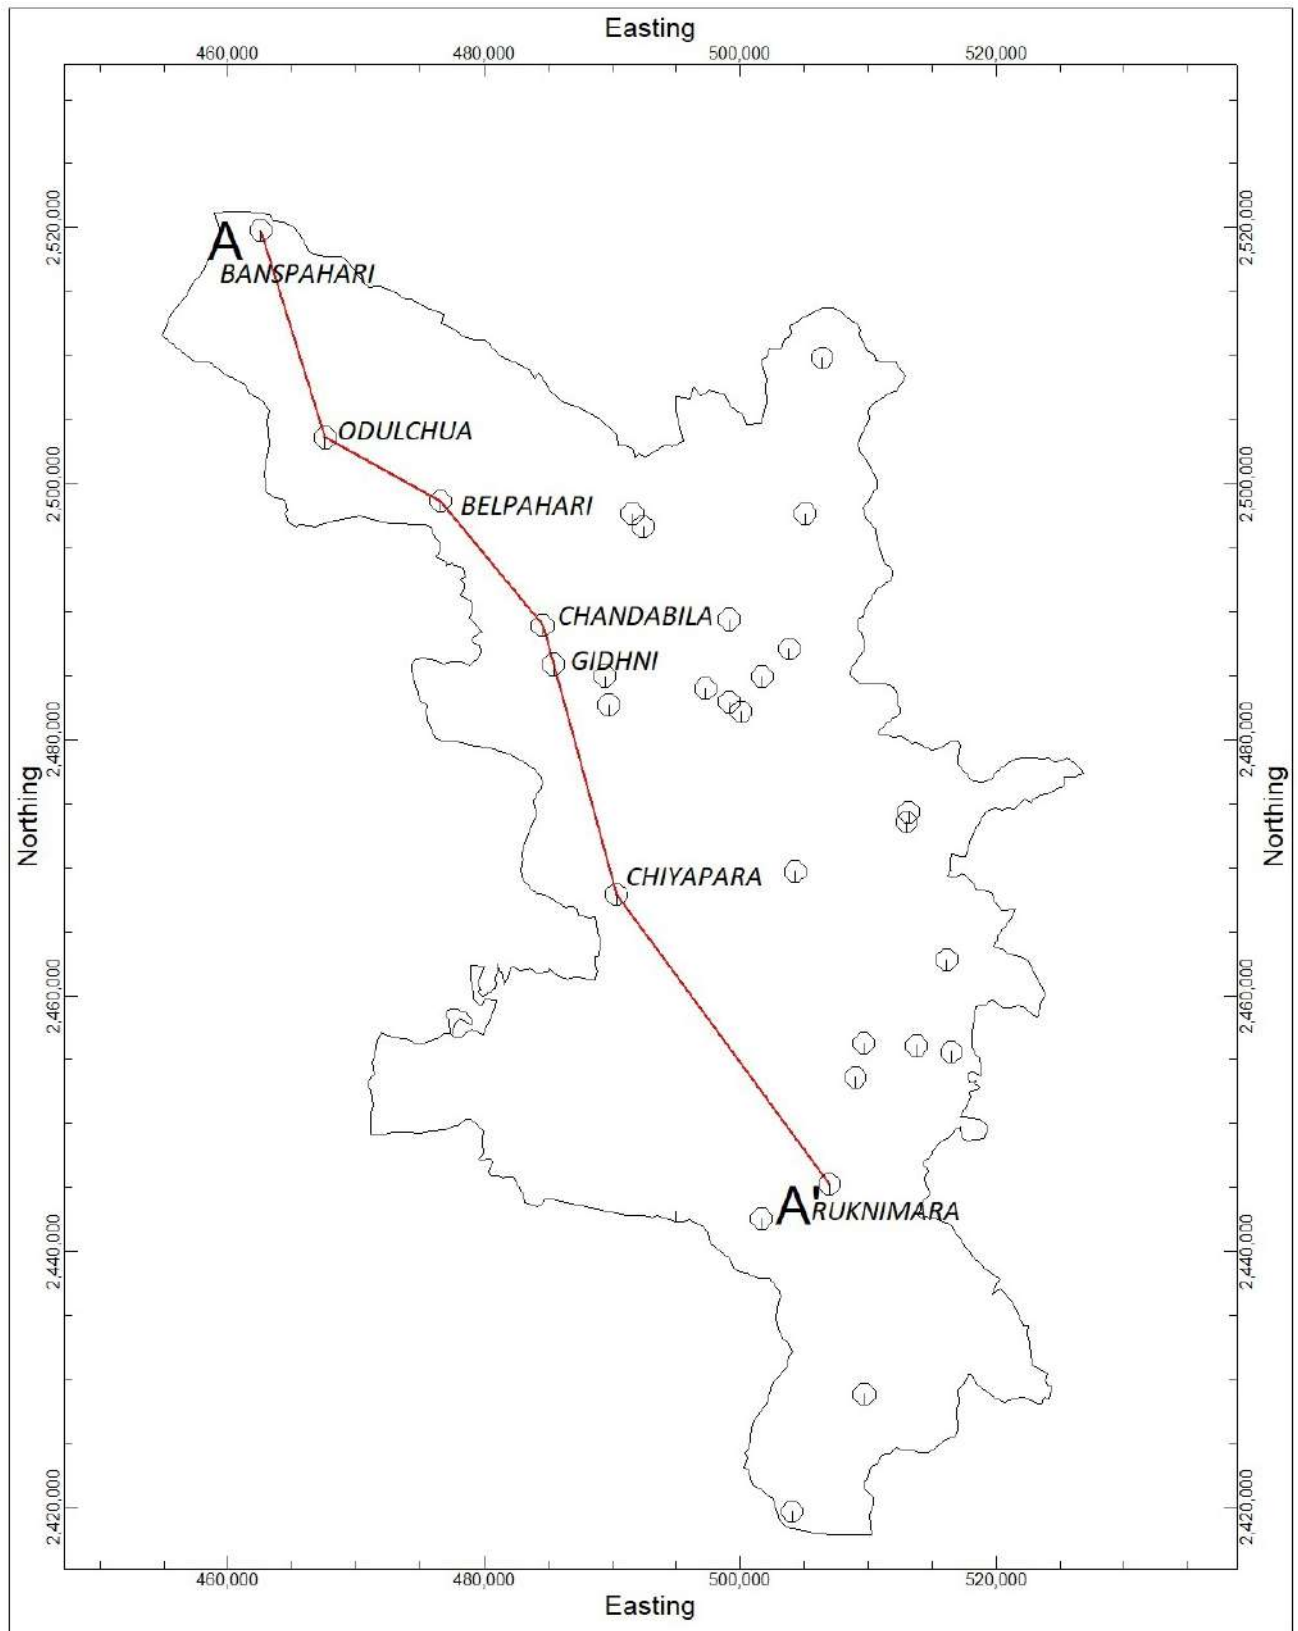 Easting
460,000 480,000 500,000 520,000
2,520,000
2,520,000
A
BANSPAHARI
ODULCHUA
2,500,000
2,500,000
BELPAHARI
CHANDABILA
GIDHNI
2,480,000
2,480,000
Northing
Northing
CHIYAPARA
2,460,000
2,460,000
A'
RUKNIMARA
2,440,000
2,440,000
2,420,000
2,420,000
460,000 480,000 500,000 520,000
Easting